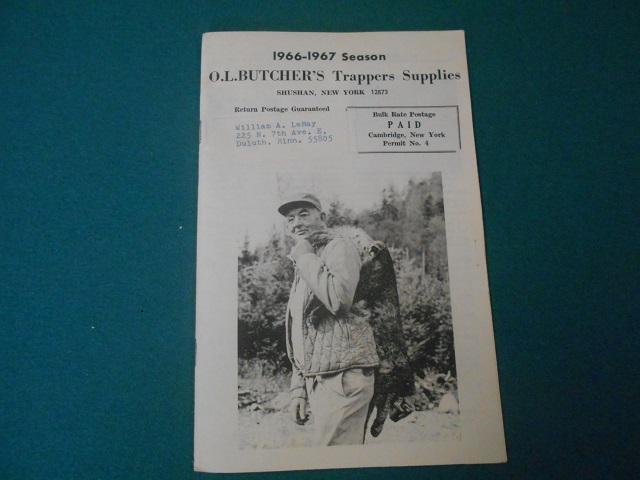 1966-1967 Season
O.L.BUTCHER'S Trappers Supplies
SHUSHAN, NEW YORK 12873
Return Postage Guaranteed
William A. LeMay
225 N. 7th Ave. E.
Duluth, Minn. 55805
Bulk Rate Postage
PAID
Cambridge, New York
Permit No. 4